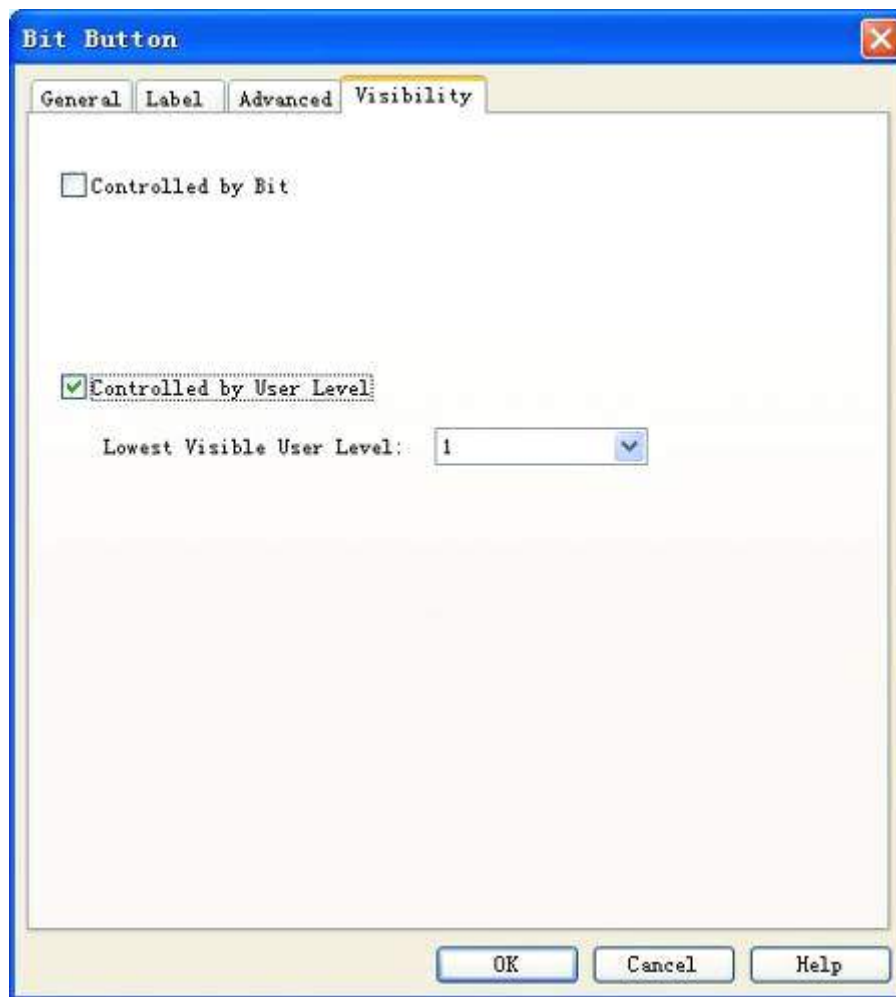 Bit Button
General Label Advanced Visibility
Controlled by Bit
Controlled by User Level
Lowest Visible User Level: 1
OK Cancel Help